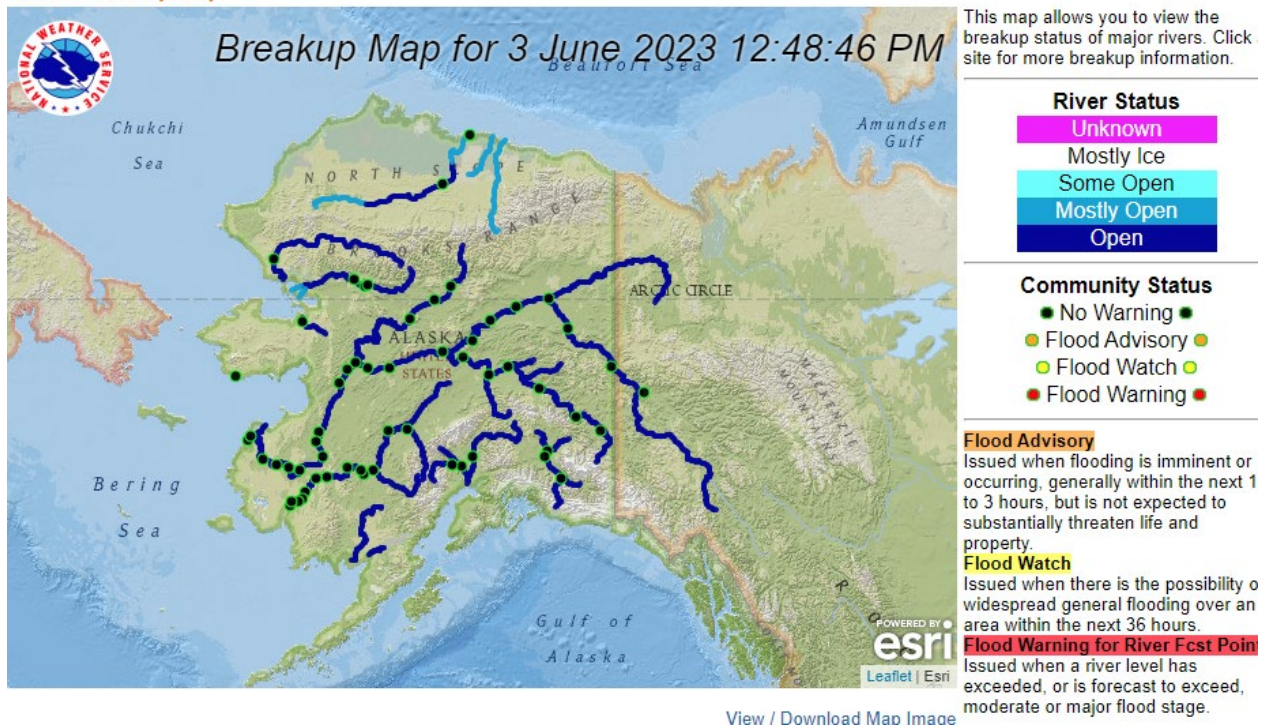 NATIONAL WEATHER SERVICE
Breakup Map for 3 June 2023 12:48:46 PM
Beaufort Sea
Chukchi
Sea
Amundsen
Gulf
NORTH SLOPE
BROOKS RANGE
ARCTIC CIRCLE
ALASKA
UNITED
STATES
MACKENZIE
MOUNTAINS
Bering
Sea
Gulf of
Alaska
POWERED BY
esri
Leaflet | Esri
View / Download Map Image
This map allows you to view the
breakup status of major rivers. Click
site for more breakup information.
River Status
Unknown
Mostly Ice
Some Open
Mostly Open
Open
Community Status
No Warning
Flood Advisory
Flood Watch
Flood Warning
Flood Advisory
Issued when flooding is imminent or
occurring, generally within the next 1
to 3 hours, but is not expected to
substantially threaten life and
property.
Flood Watch
Issued when there is the possibility o
widespread general flooding over an
area within the next 36 hours.
Flood Warning for River Fcst Poin
Issued when a river level has
exceeded, or is forecast to exceed,
moderate or major flood stage.